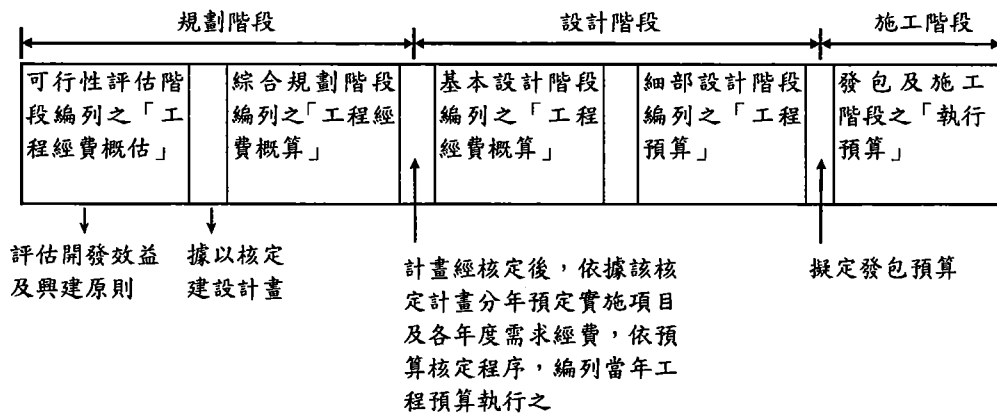 規劃階段
設計階段
施工階段
可行性評估階
段編列之「工
程經費概估」
綜合規劃階段
編列之「工程經
費概算」
基本設計階段
編列之「工程
經費概算」
細部設計階段
編列之「工程
預算」
發包及施工
階段之「執行
預算」
評估開發效益
及興建原則
據以核定
建設計畫
計畫經核定後，依據該核
定計畫分年預定實施項目
及各年度需求經費，依預
算核定程序，編列當年工
程預算執行之
擬定發包預算